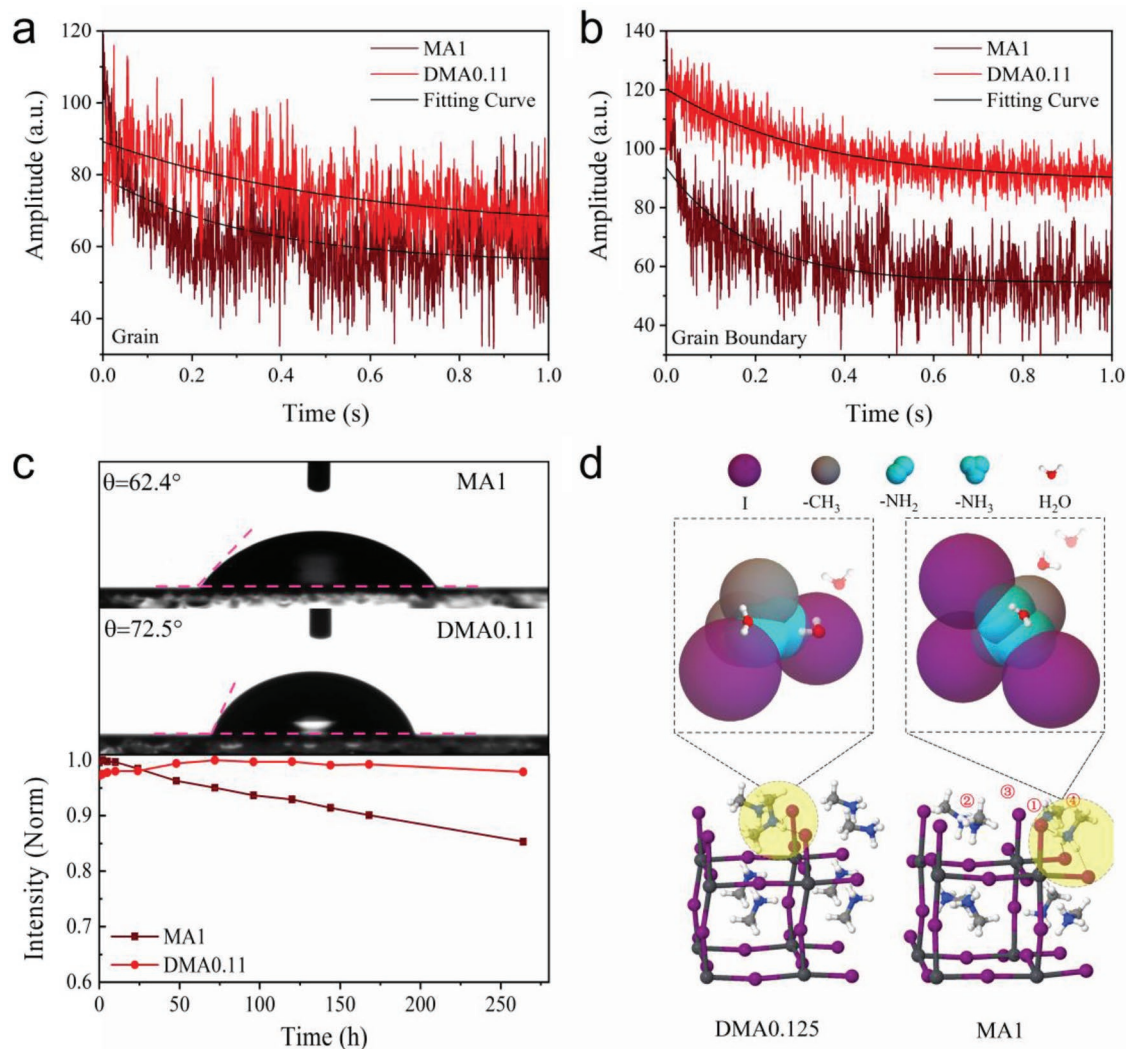 a
120
100
80
60
40
Amplitude (a.u.)
MA1
DMA0.11
Fitting Curve
Grain
0.0 0.2 0.4 0.6 0.8 1.0
Time (s)
b
140
120
100
80
60
40
Amplitude (a.u.)
MA1
DMA0.11
Fitting Curve
Grain Boundary
0.0 0.2 0.4 0.6 0.8 1.0
Time (s)
c
θ=62.4° MA1
θ=72.5° DMA0.11
1.0
0.9
0.8
0.7
0.6
Intensity (Norm)
MA1
DMA0.11
0 50 100 150 200 250
Time (h)
d
I -CH₃ -NH₂ -NH₃ H₂O
② ③ ① ④
DMA0.125 MA1